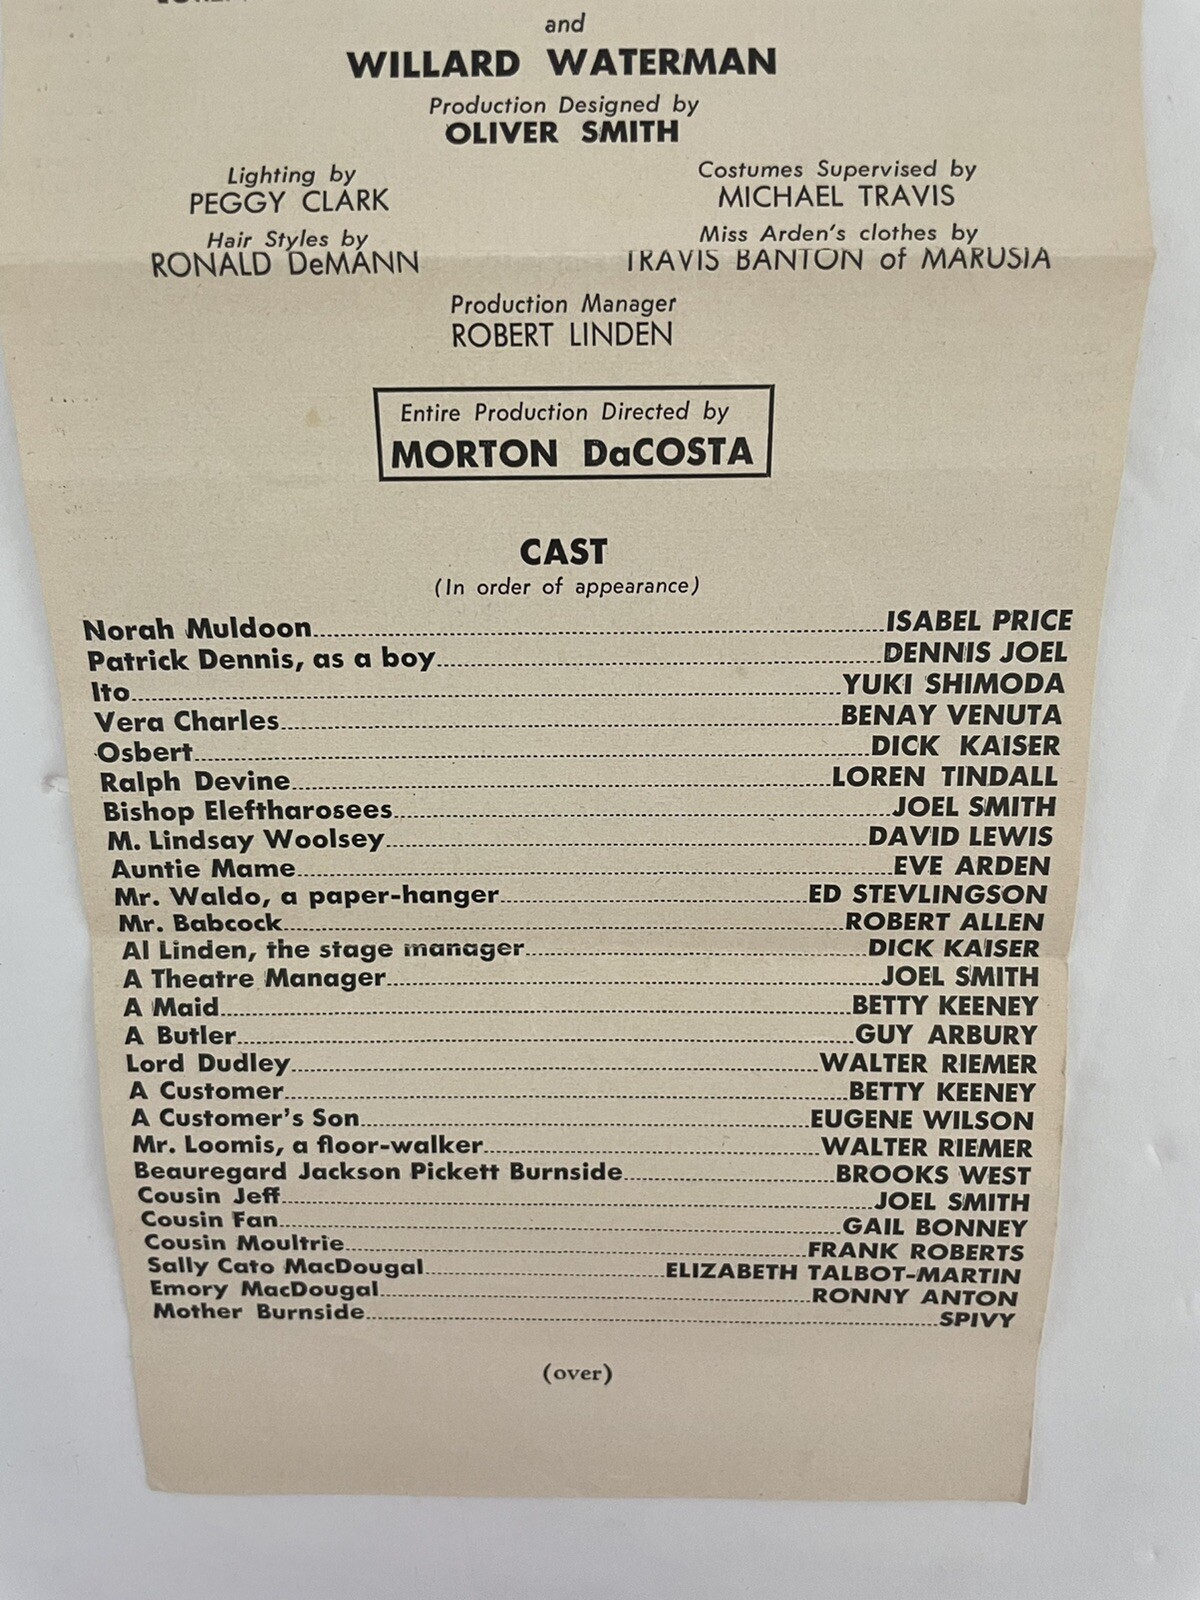 and
WILLARD WATERMAN
Production Designed by
OLIVER SMITH
Lighting by
PEGGY CLARK
Costumes Supervised by
MICHAEL TRAVIS
Hair Styles by
RONALD DeMANN
Miss Arden's clothes by
TRAVIS BANTON of MARUSIA
Production Manager
ROBERT LINDEN
Entire Production Directed by
MORTON DaCOSTA
CAST
(In order of appearance)
Norah Muldoon ISABEL PRICE
Patrick Dennis, as a boy DENNIS JOEL
Ito YUKI SHIMODA
Vera Charles BENAY VENUTA
Osbert DICK KAISER
Ralph Devine LOREN TINDALL
Bishop Eleftharosees JOEL SMITH
M. Lindsay Woolsey DAVID LEWIS
Auntie Mame EVE ARDEN
Mr. Waldo, a paper-hanger ED STEVLINGSON
Mr. Babcock ROBERT ALLEN
Al Linden, the stage manager DICK KAISER
A Theatre Manager JOEL SMITH
A Maid BETTY KEENEY
A Butler GUY ARBURY
Lord Dudley WALTER RIEMER
A Customer BETTY KEENEY
A Customer's Son EUGENE WILSON
Mr. Loomis, a floor-walker WALTER RIEMER
Beauregard Jackson Pickett Burnside BROOKS WEST
Cousin Jeff JOEL SMITH
Cousin Fan GAIL BONNEY
Cousin Moultrie FRANK ROBERTS
Sally Cato MacDougal ELIZABETH TALBOT-MARTIN
Emory MacDougal RONNY ANTON
Mother Burnside SPIVY
(over)